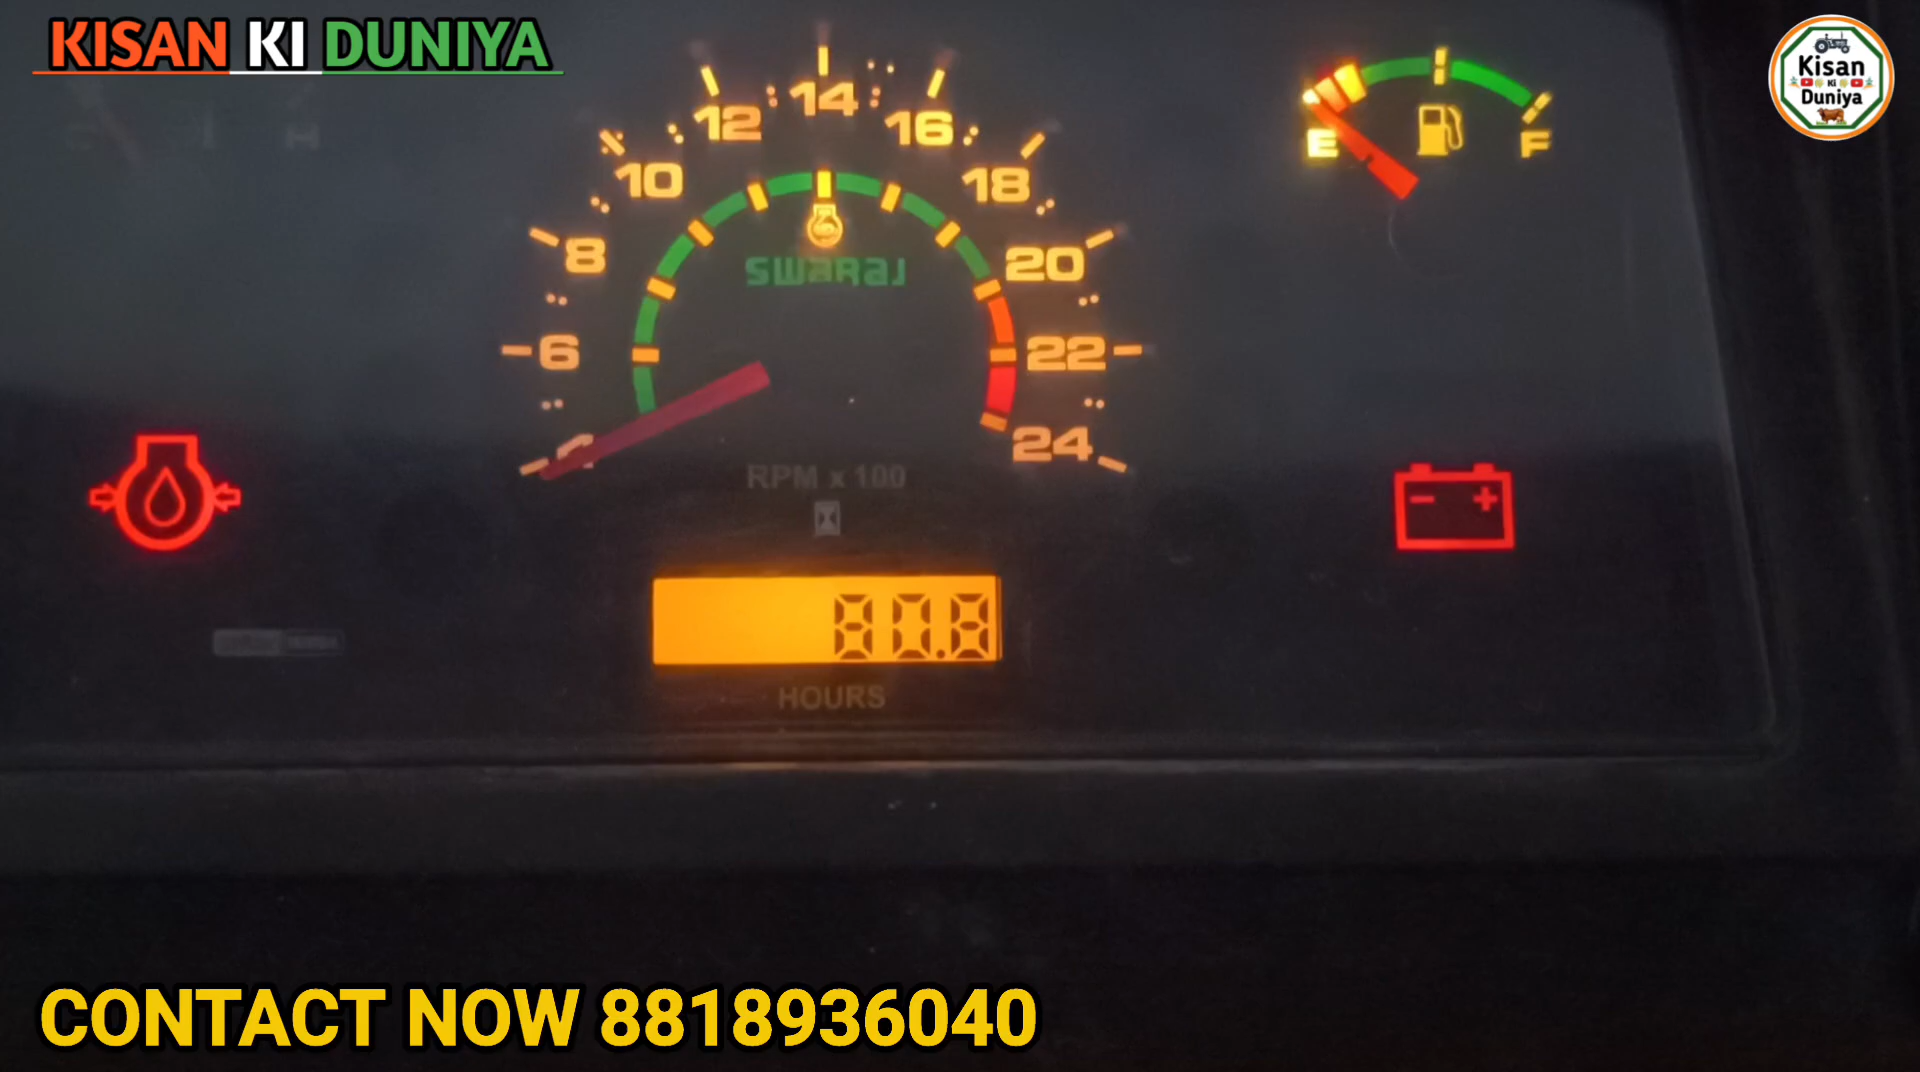 KISAN KI DUNIYA
Kisan
Ki
Duniya
12 14 16
10 18
8 20
6 22
24
SWARAJ
RPM x 100
E F
- +
80.8
HOURS
CONTACT NOW 8818936040